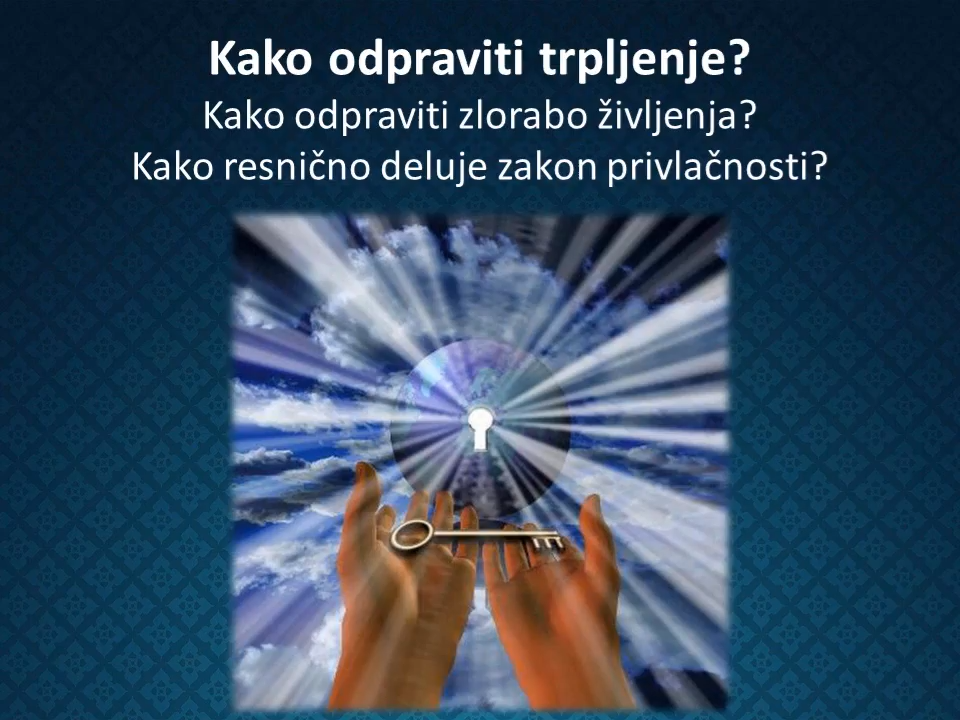 Kako odpraviti trpljenje?
Kako odpraviti zlorabo življenja?
Kako resnično deluje zakon privlačnosti?